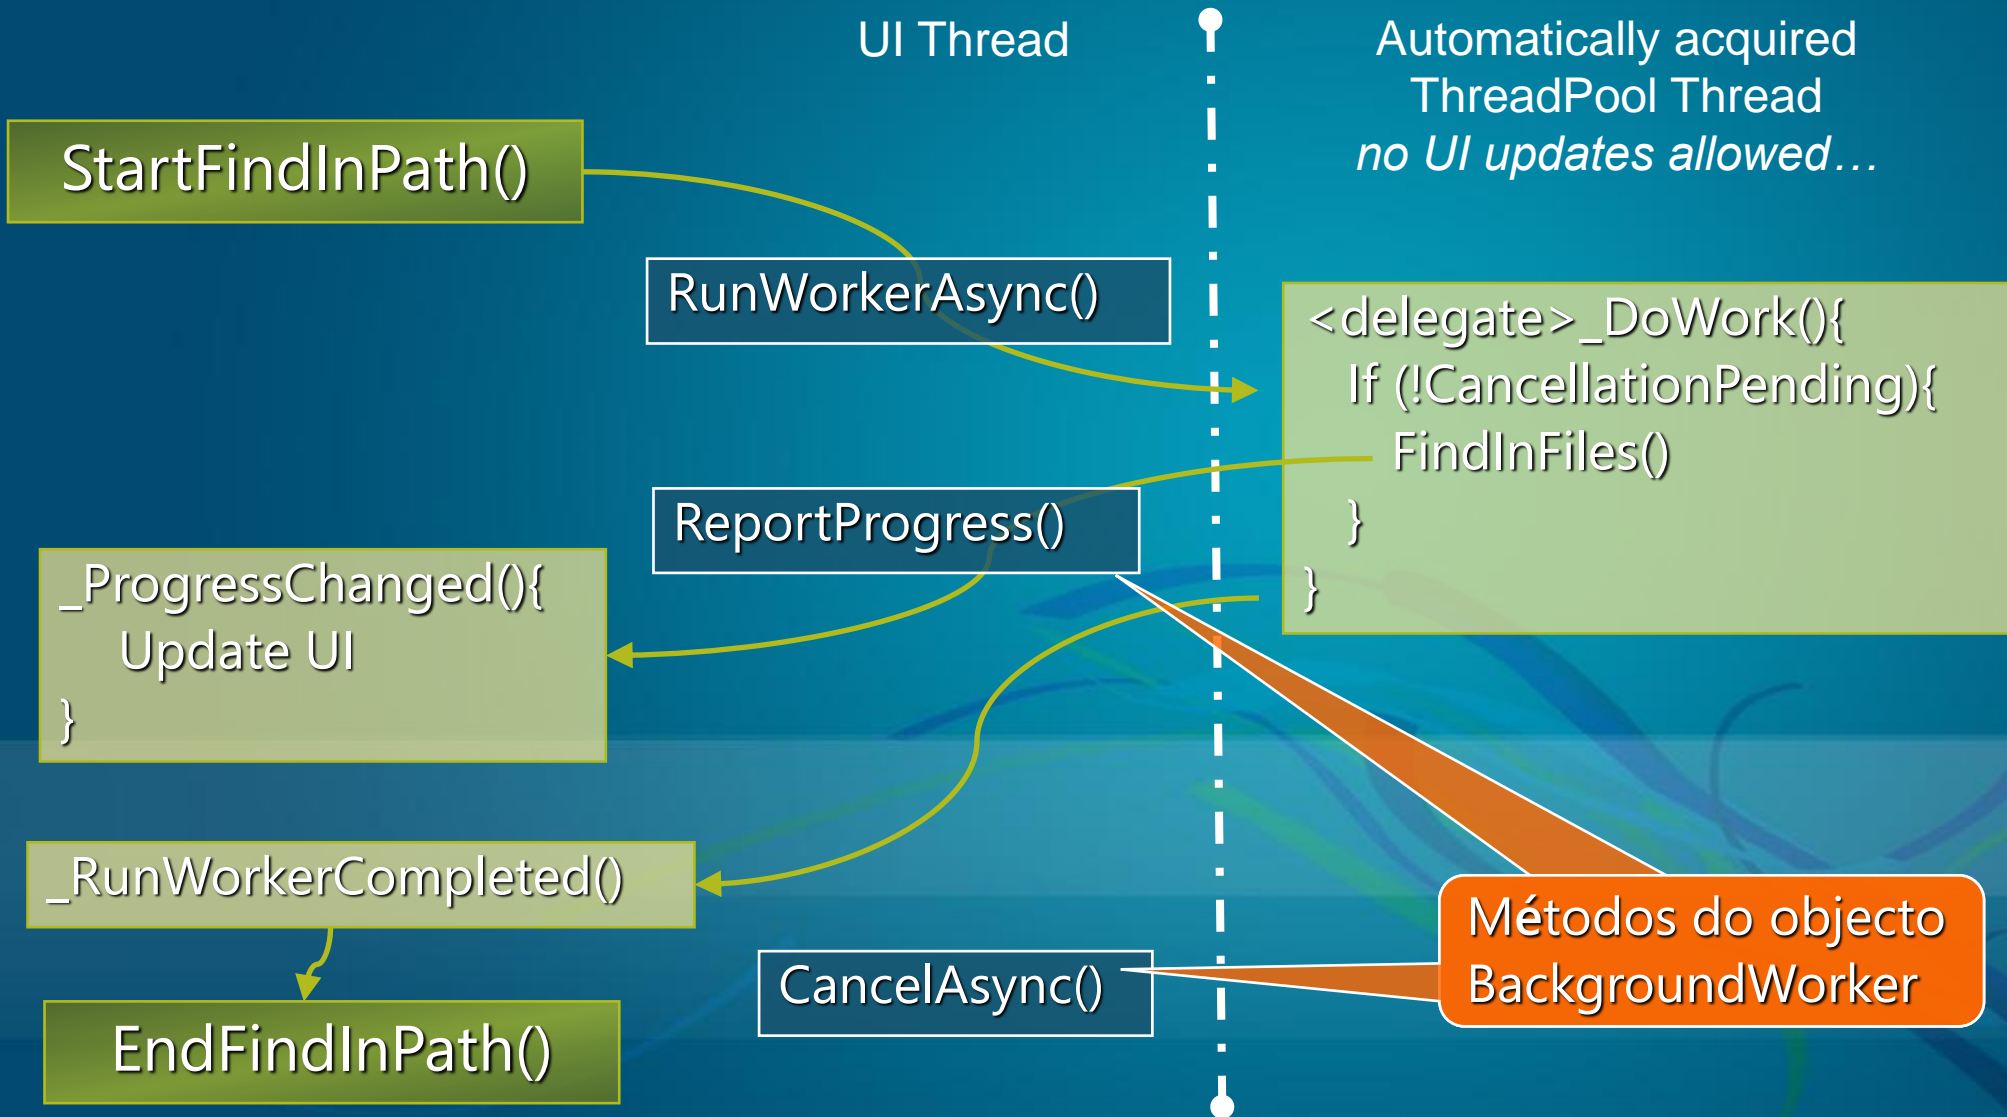 UI Thread
Automatically acquired
ThreadPool Thread
no UI updates allowed…
StartFindInPath()
RunWorkerAsync()
<delegate>_DoWork(){
If (!CancellationPending){
FindInFiles()
}
}
ReportProgress()
_ProgressChanged(){
Update UI
}
_RunWorkerCompleted()
CancelAsync()
Métodos do objecto
BackgroundWorker
EndFindInPath()